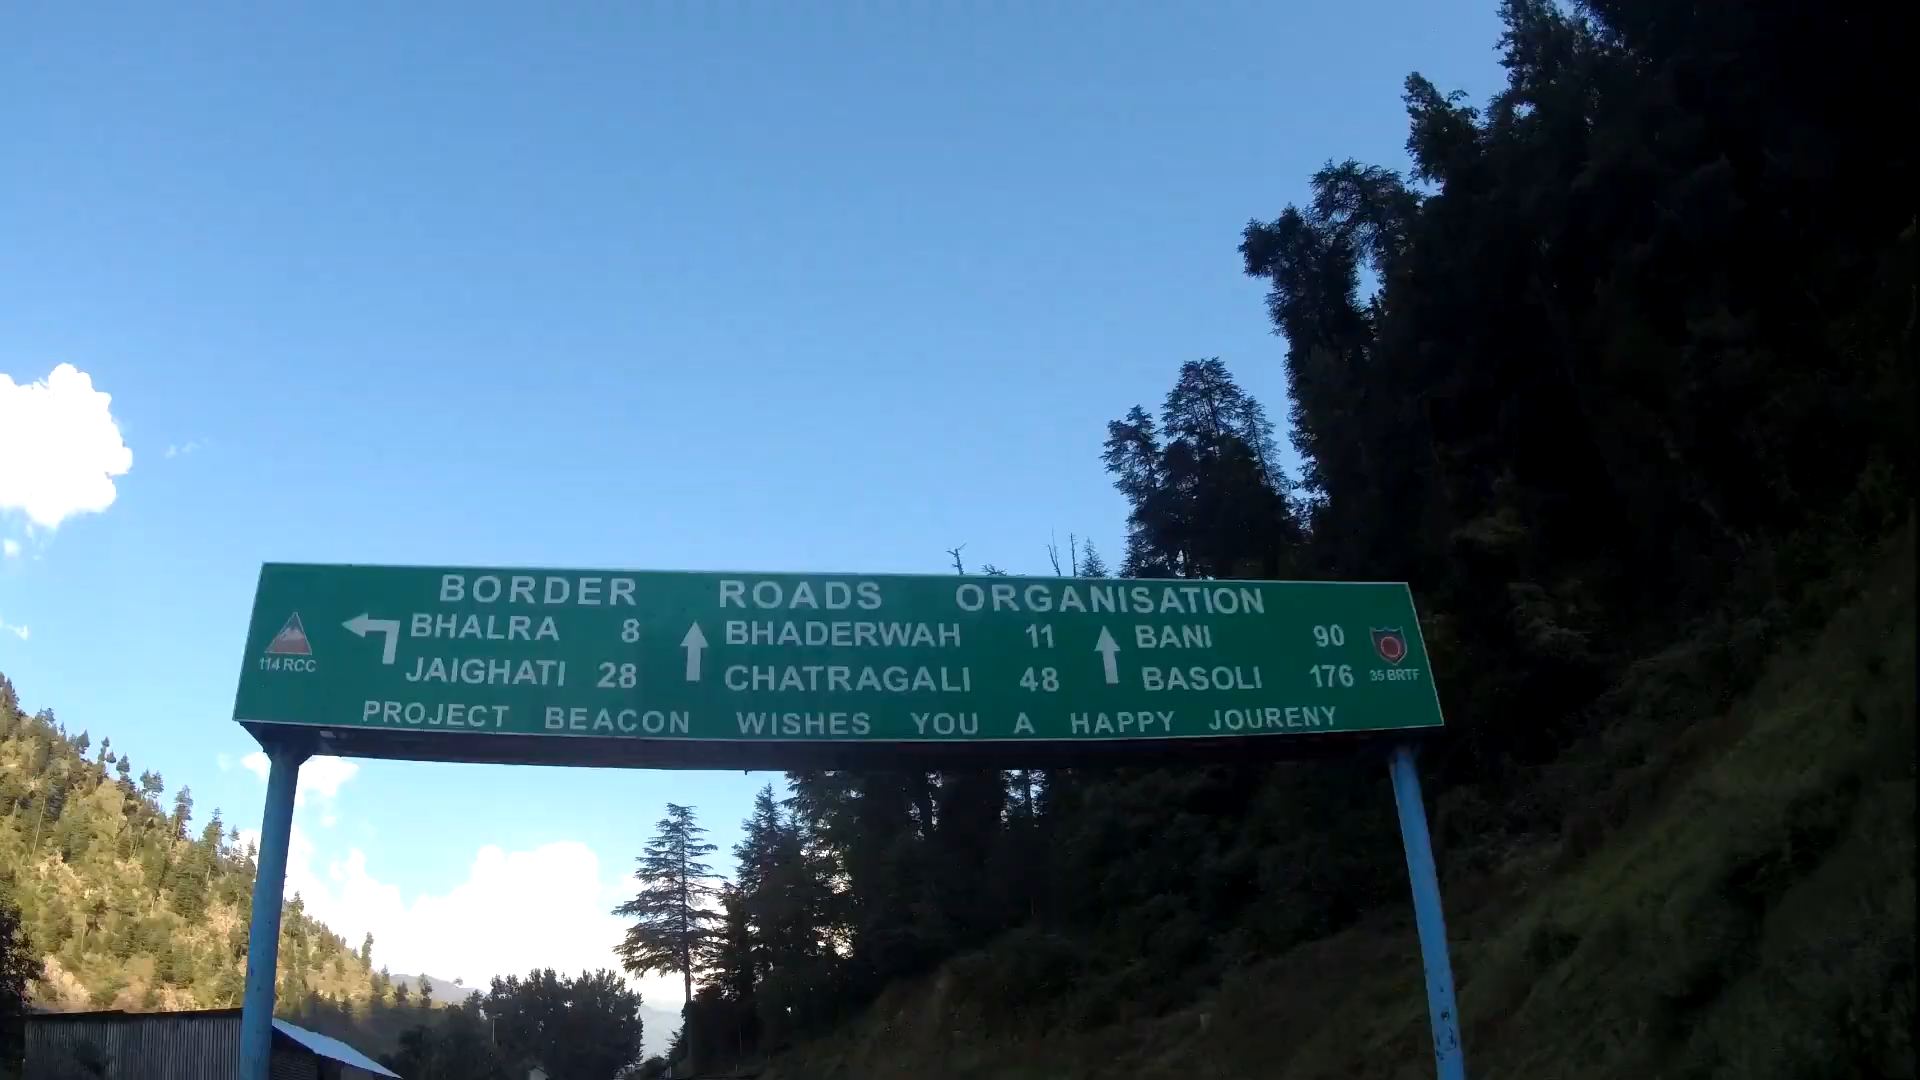 BORDER ROADS ORGANISATION
BHALRA 8 BHADERWAH 11 BANI 90
JAIGHATI 28 CHATRAGALI 48 BASOLI 176
114 RCC 35 BRTF
PROJECT BEACON WISHES YOU A HAPPY JOURENY